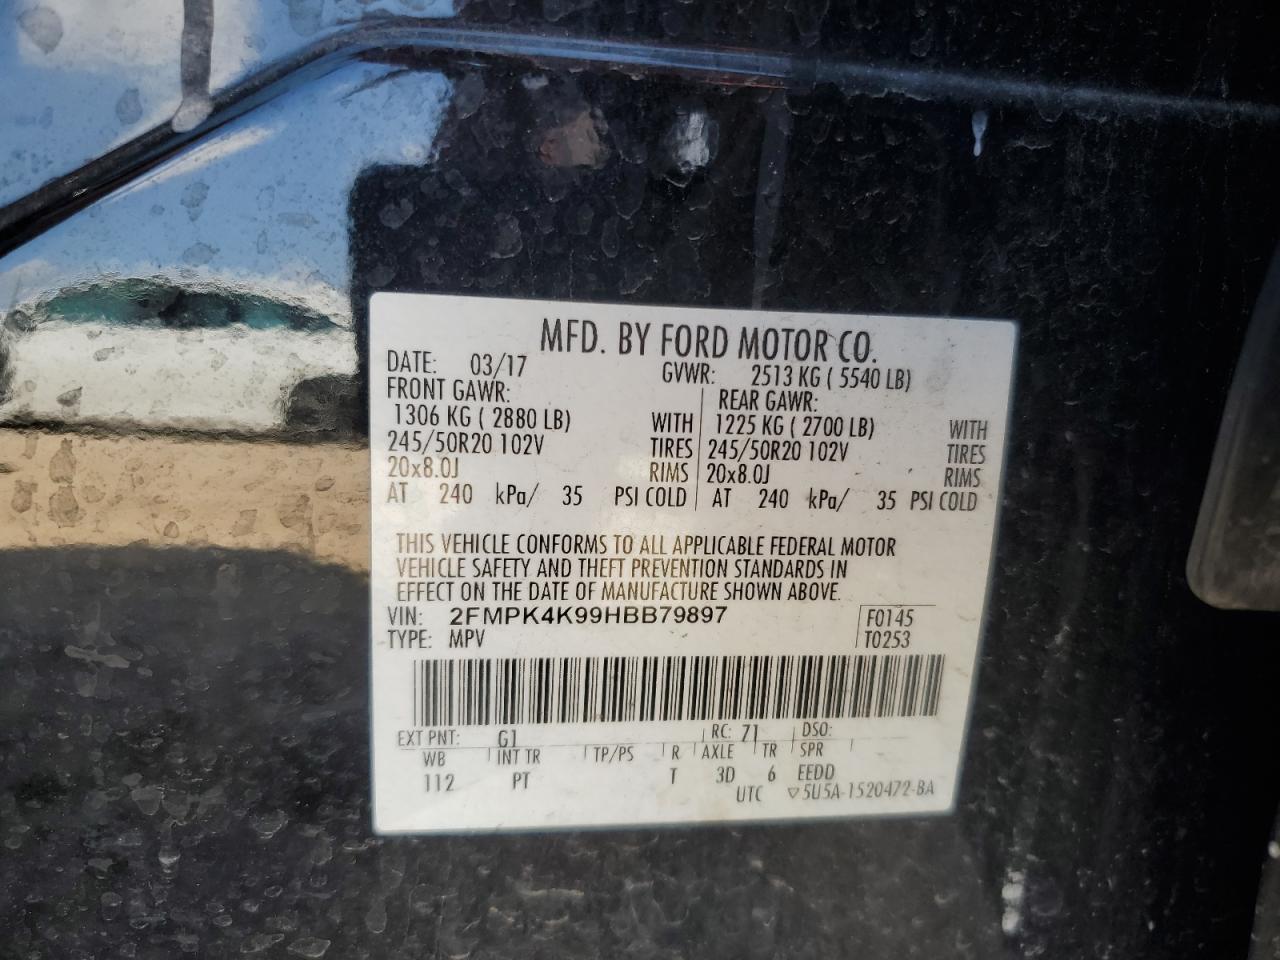 MFD. BY FORD MOTOR CO.
DATE: 03/17 GVWR: 2513 KG ( 5540 LB)
FRONT GAWR: REAR GAWR:
1306 KG ( 2880 LB) WITH 1225 KG ( 2700 LB) WITH
245/50R20 102V TIRES 245/50R20 102V TIRES
20x8.0J RIMS 20x8.0J RIMS
AT 240 kPa/ 35 PSI COLD AT 240 kPa/ 35 PSI COLD
THIS VEHICLE CONFORMS TO ALL APPLICABLE FEDERAL MOTOR
VEHICLE SAFETY AND THEFT PREVENTION STANDARDS IN
EFFECT ON THE DATE OF MANUFACTURE SHOWN ABOVE.
VIN: 2FMPK4K99HBB79897 F0145
TYPE: MPV T0253
EXT PNT: G1 RC: 71 DSO:
WB INT TR TP/PS R AXLE TR SPR
112 PT T 3D 6 EEDD
UTC ▽5U5A-1520472-BA